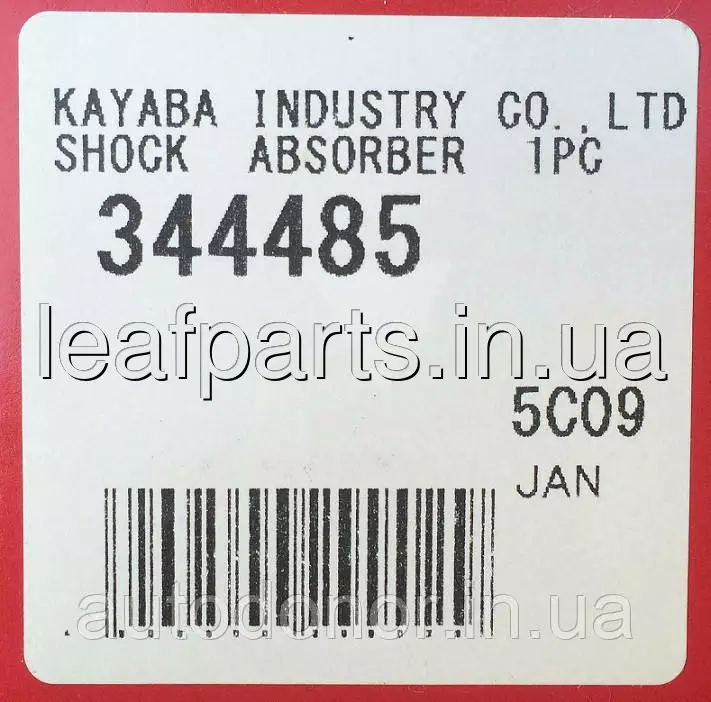 KAYABA INDUSTRY CO.,LTD
SHOCK ABSORBER 1PC
344485
leafparts.in.ua
5C09
JAN
autodonor.in.ua